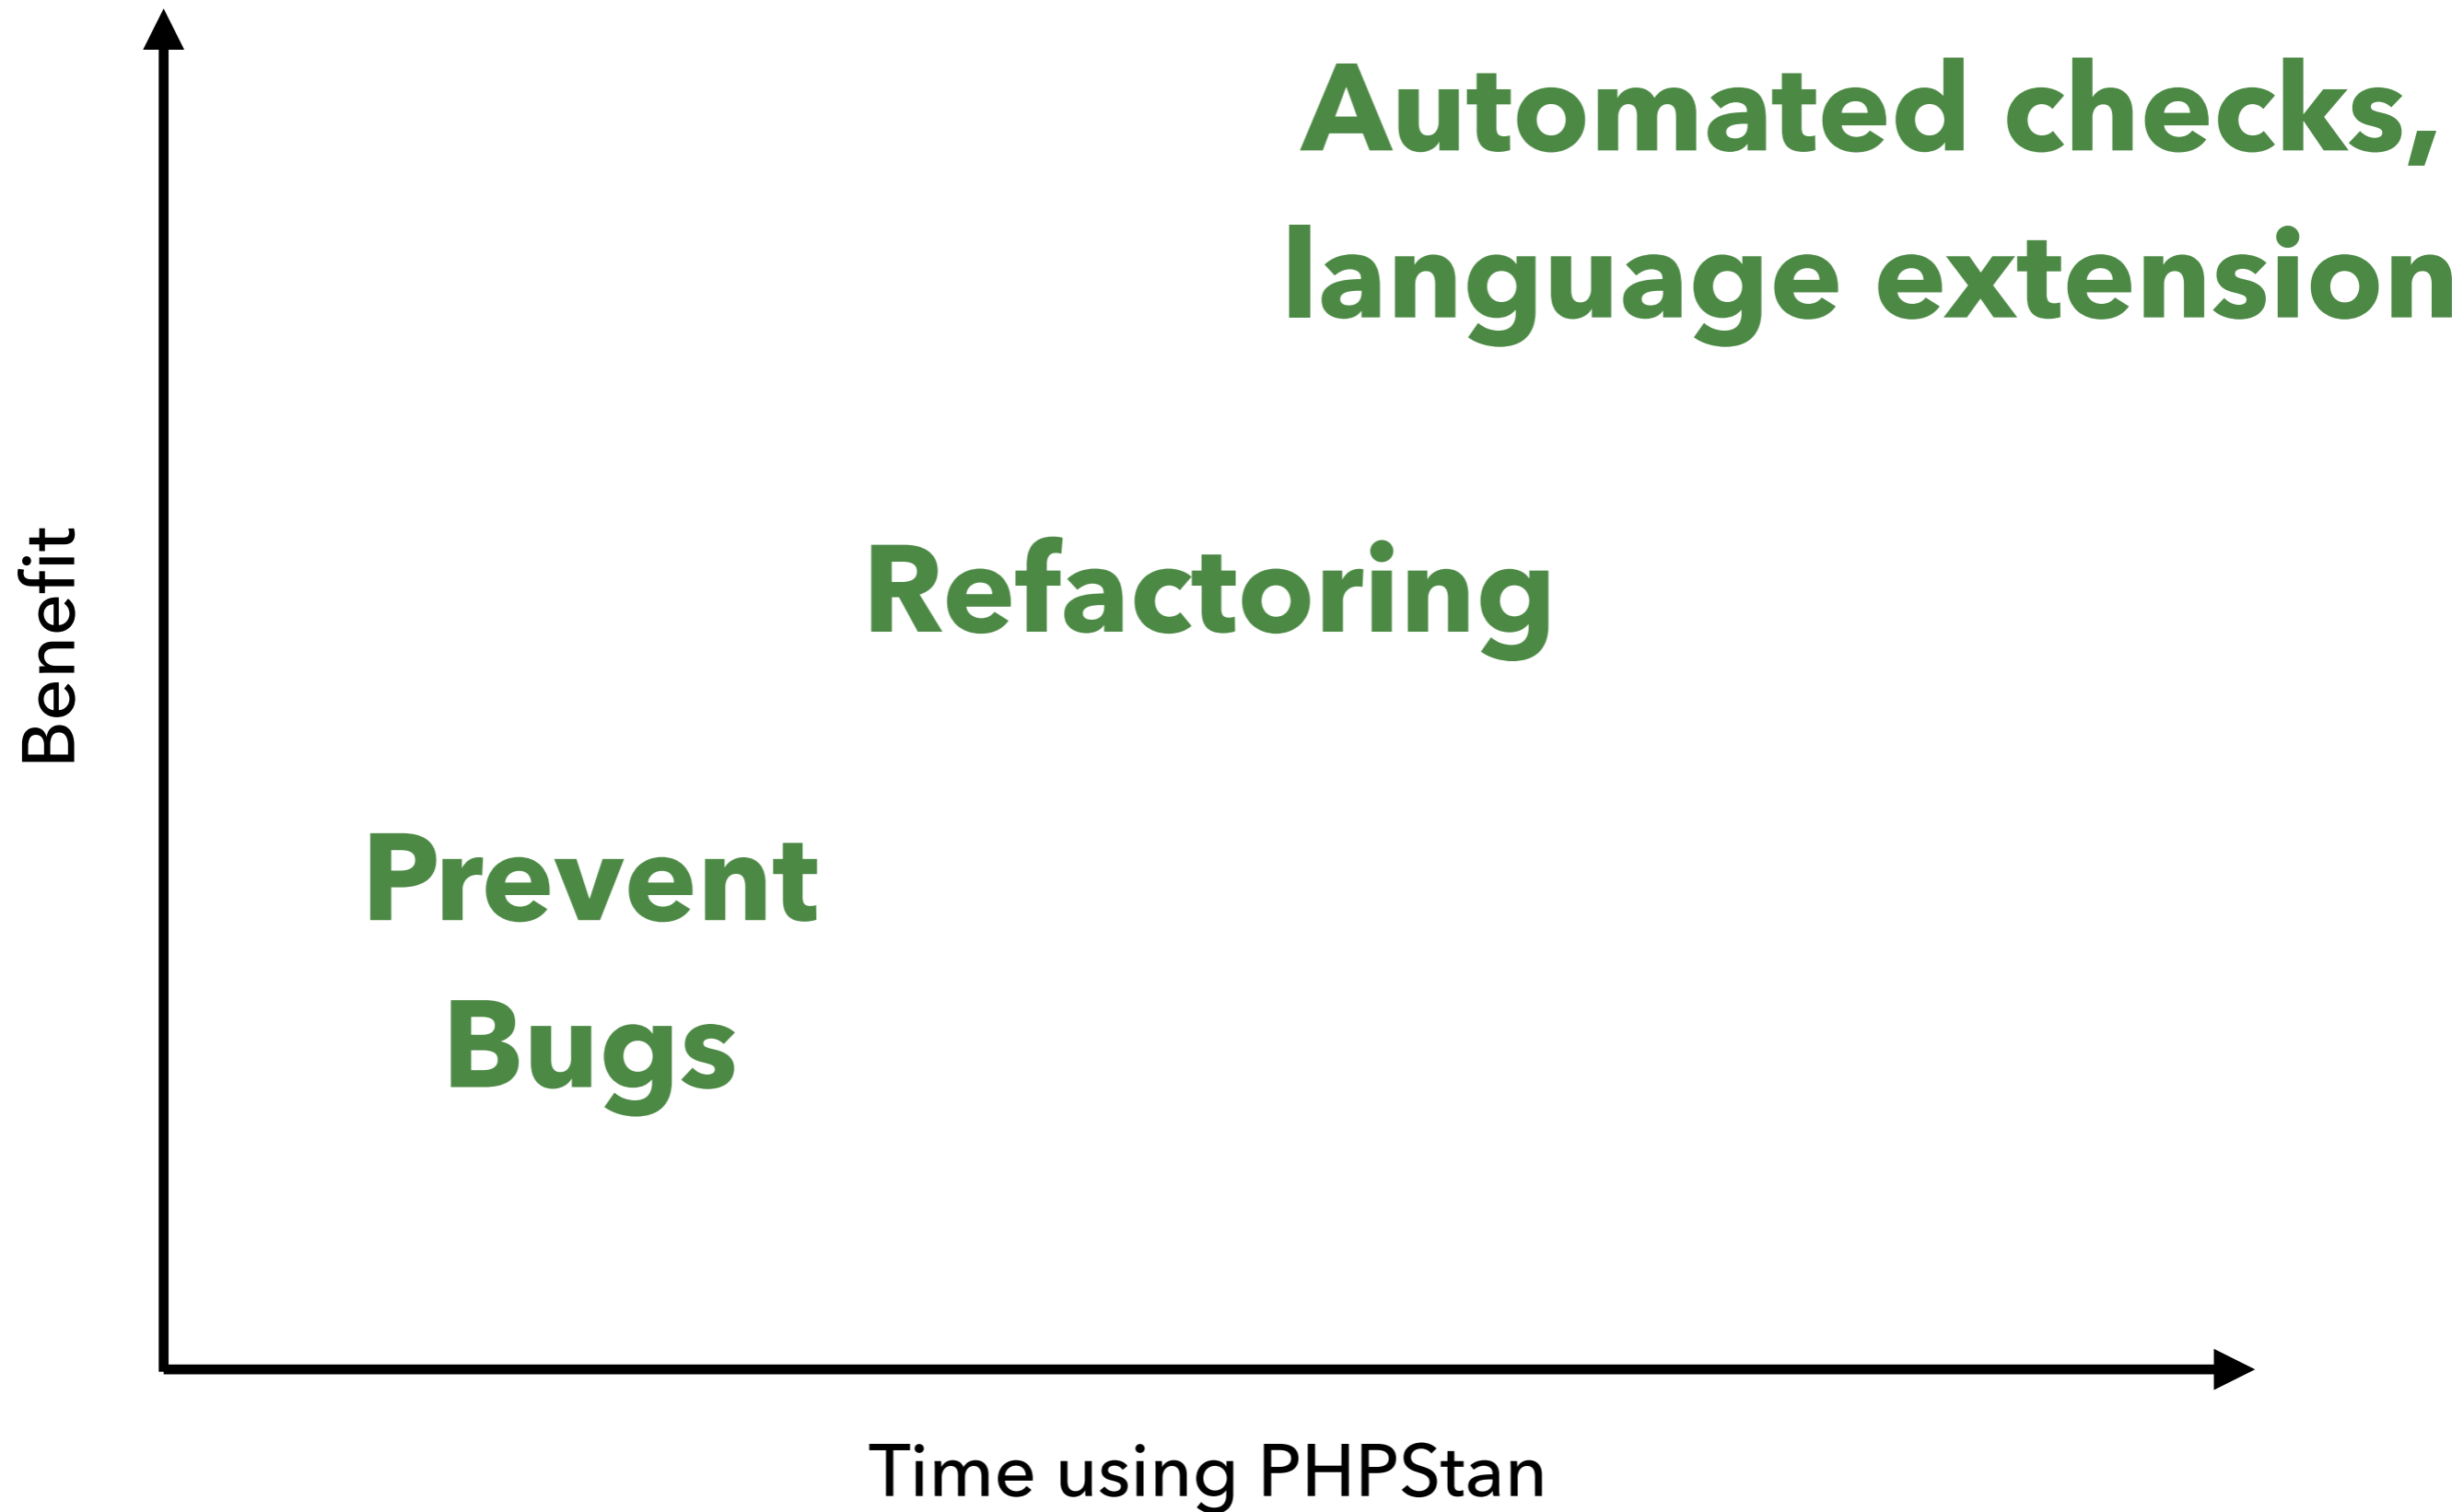 Automated checks,
language extension
Refactoring
Prevent
Bugs
Benefit
Time using PHPStan